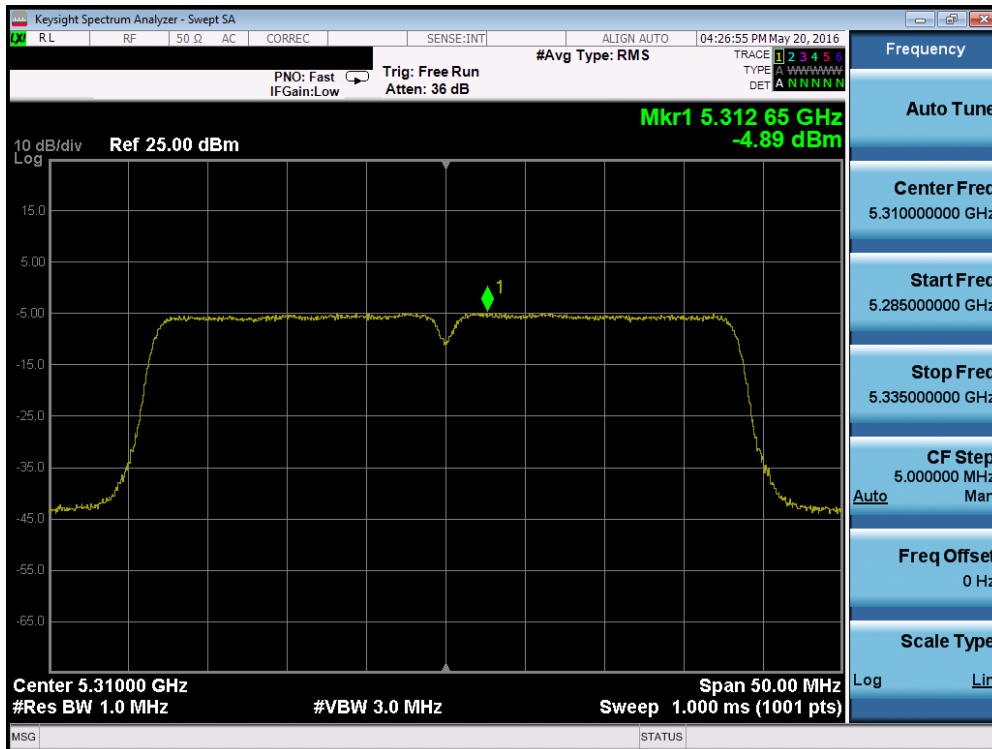 Keysight Spectrum Analyzer - Swept SA
LXI RL RF 50 Ω AC CORREC SENSE:INT ALIGN AUTO 04:26:55 PM May 20, 2016
#Avg Type: RMS TRACE 1 2 3 4 5 6
PNO: Fast Trig: Free Run TYPE A WWWWWW
IFGain:Low Atten: 36 dB DET A N N N N N
Frequency
Mkr1 5.312 65 GHz
-4.89 dBm
10 dB/div Ref 25.00 dBm
Log
15.0
5.00
1
-5.00
-15.0
-25.0
-35.0
-45.0
-55.0
-65.0
Center 5.31000 GHz Span 50.00 MHz
#Res BW 1.0 MHz #VBW 3.0 MHz Sweep 1.000 ms (1001 pts)
Auto Tune
Center Freq
5.310000000 GHz
Start Freq
5.285000000 GHz
Stop Freq
5.335000000 GHz
CF Step
5.000000 MHz
Auto Man
Freq Offset
0 Hz
Scale Type
Log Lin
MSG STATUS